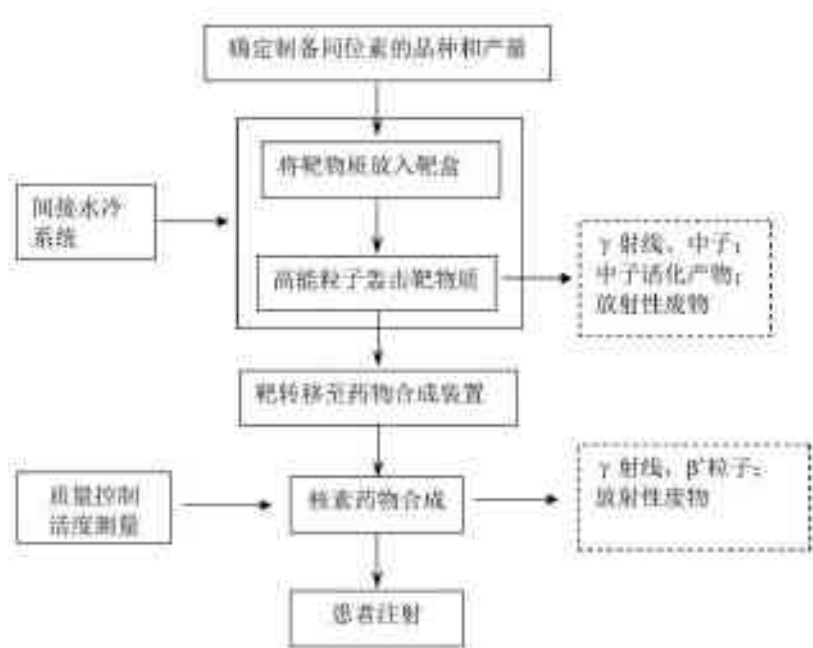 确定制备同位素的品种和产量
将靶物质放入靶盒
间接水冷
系统
高能粒子轰击靶物质
γ射线、中子；
中子活化产物；
放射性废物
靶转移至药物合成装置
质量控制
活度测量
核素药物合成
γ射线，β⁺粒子；
放射性废物
患者注射